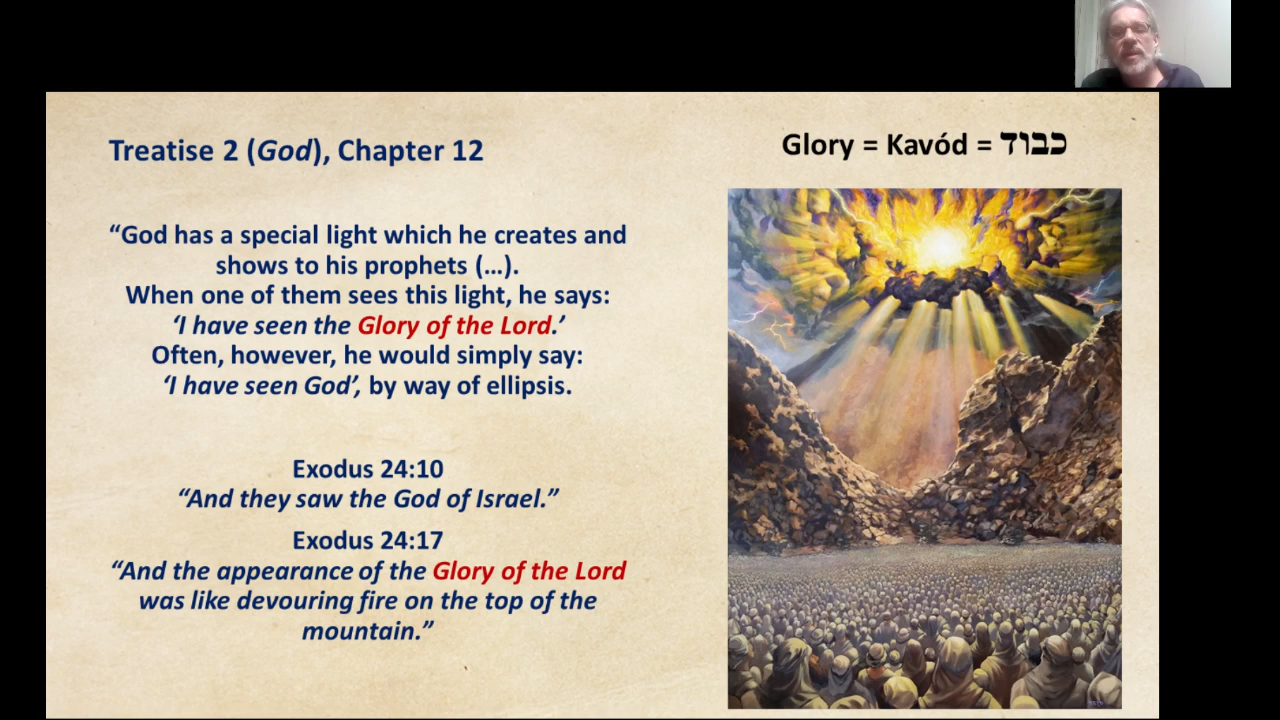 Treatise 2 (God), Chapter 12
Glory = Kavód = כבוד
“God has a special light which he creates and
shows to his prophets (...).
When one of them sees this light, he says:
‘I have seen the Glory of the Lord.’
Often, however, he would simply say:
‘I have seen God’, by way of ellipsis.
Exodus 24:10
“And they saw the God of Israel.”
Exodus 24:17
“And the appearance of the Glory of the Lord
was like devouring fire on the top of the
mountain.”